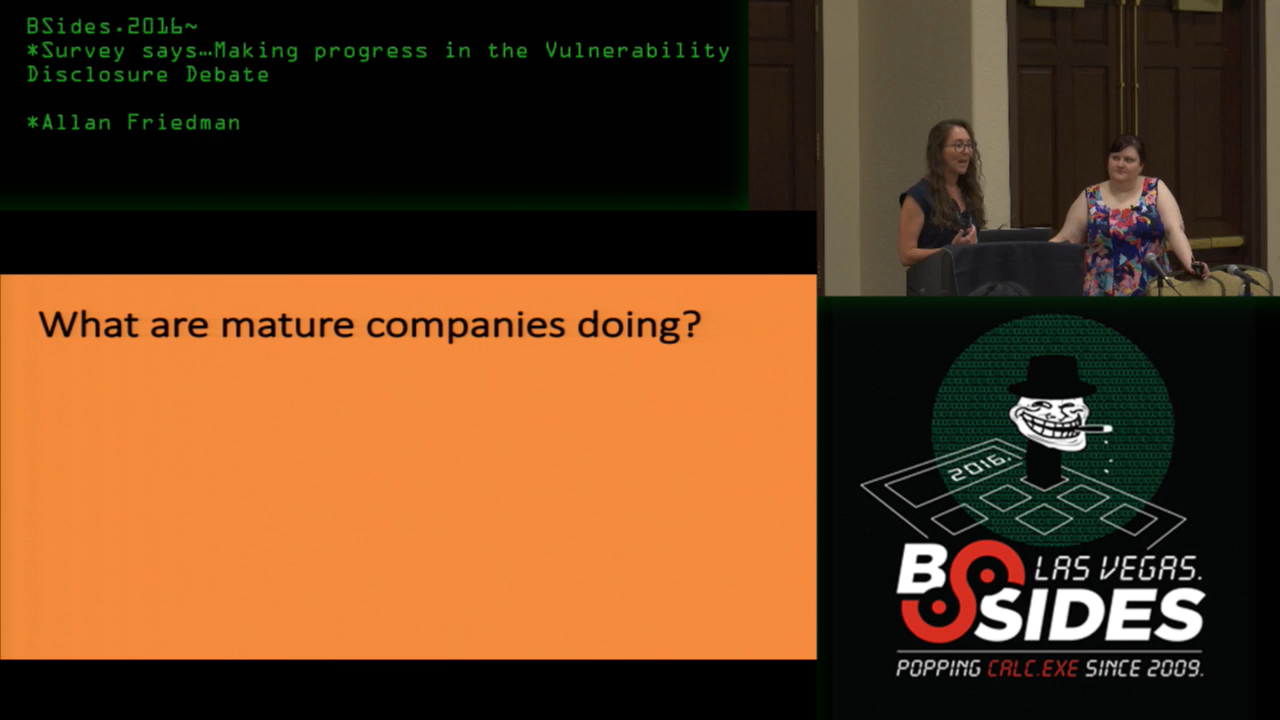 BSides.2016~
*Survey says…Making progress in the Vulnerability
Disclosure Debate
*Allan Friedman
What are mature companies doing?
2016.
BSIDES
LAS VEGAS.
POPPING CALC.EXE SINCE 2009.